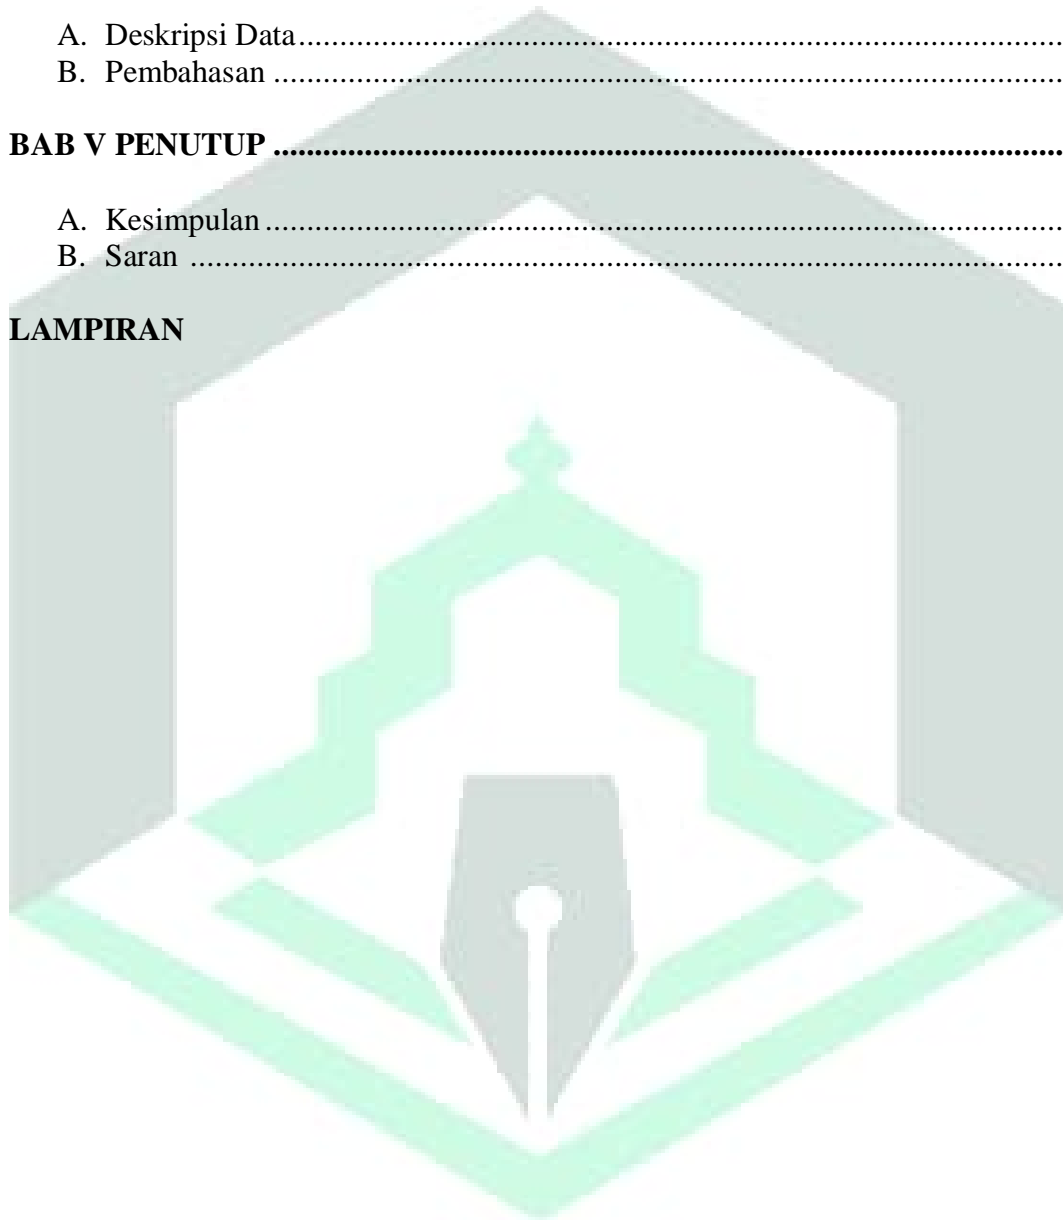 A. Deskripsi Data..........................................................................................
B. Pembahasan ..........................................................................................
BAB V PENUTUP ..........................................................................................
A. Kesimpulan ..........................................................................................
B. Saran ..........................................................................................
LAMPIRAN